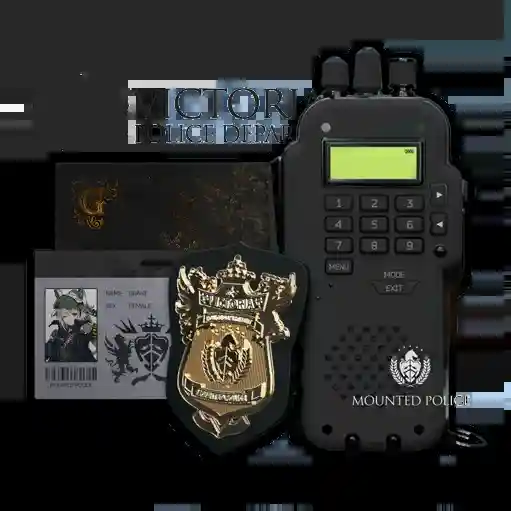 VICTORI
POLICE DEPAR
G
1 2 3
4 5 6
7 8 9
MENU
MODE
EXIT
NAME
SEX FEMALE
VICTORIA
MOUNTED POLICE